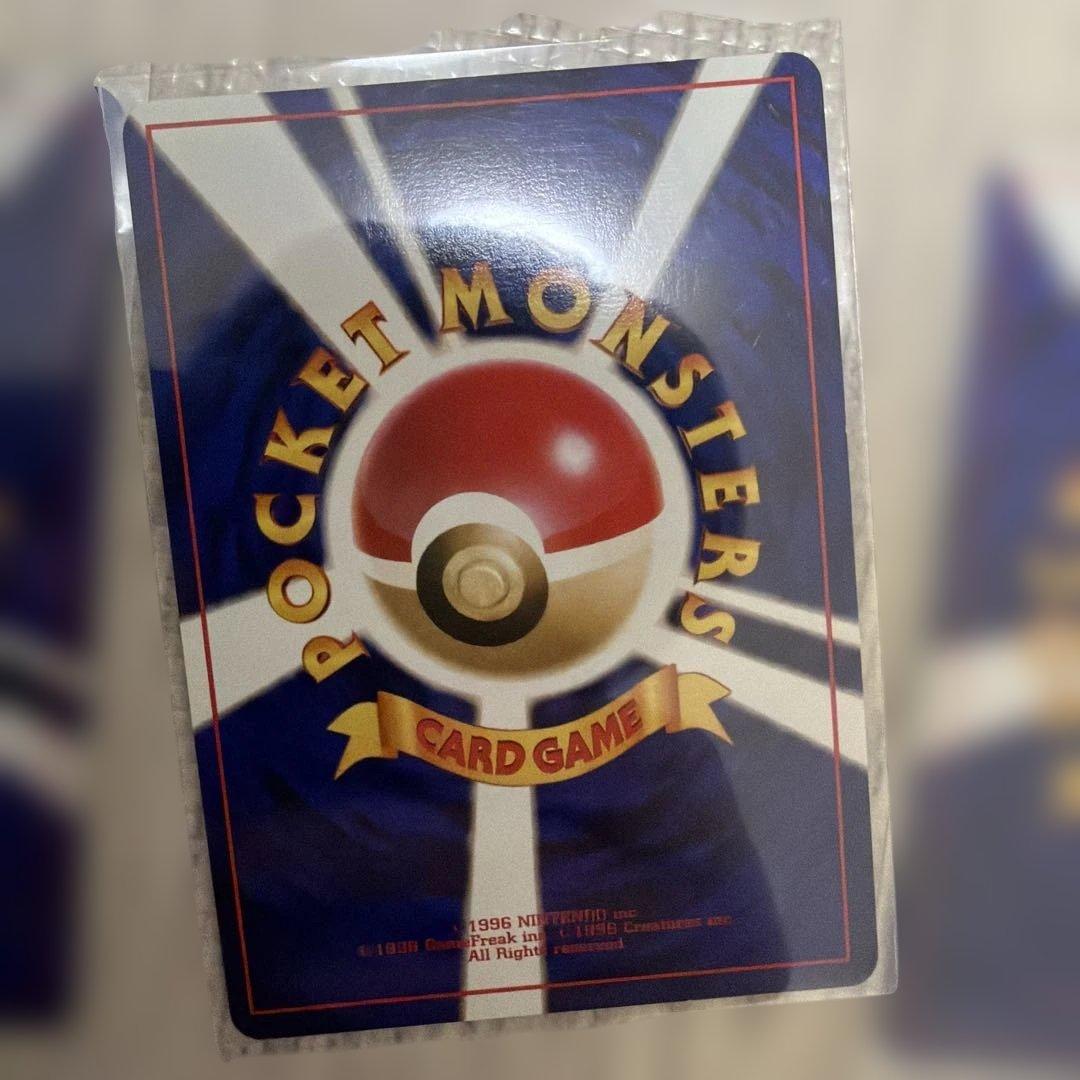 POCKET MONSTERS
CARD GAME
©1996 NINTENDO inc
©1996 GameFreak inc ©1996 Creatures inc
All Rights reserved